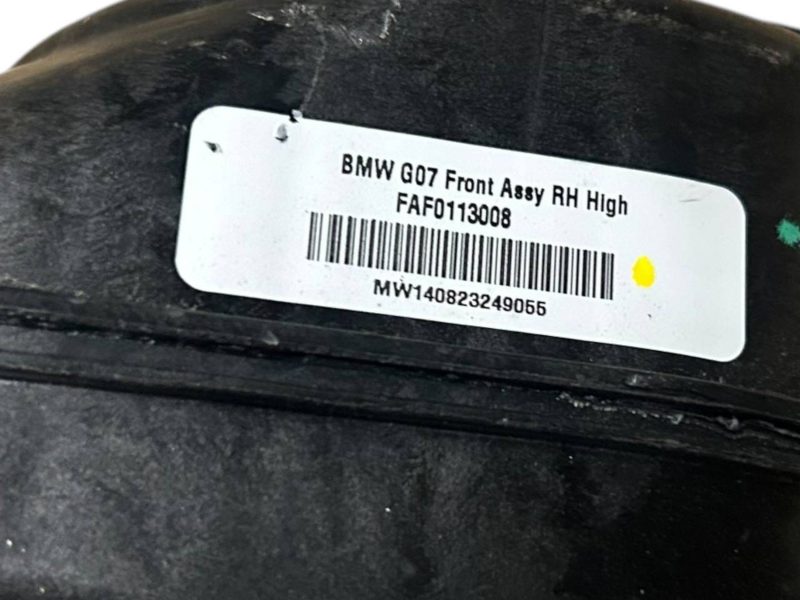 BMW G07 Front Assy RH High
FAF0113008
MW140823249055